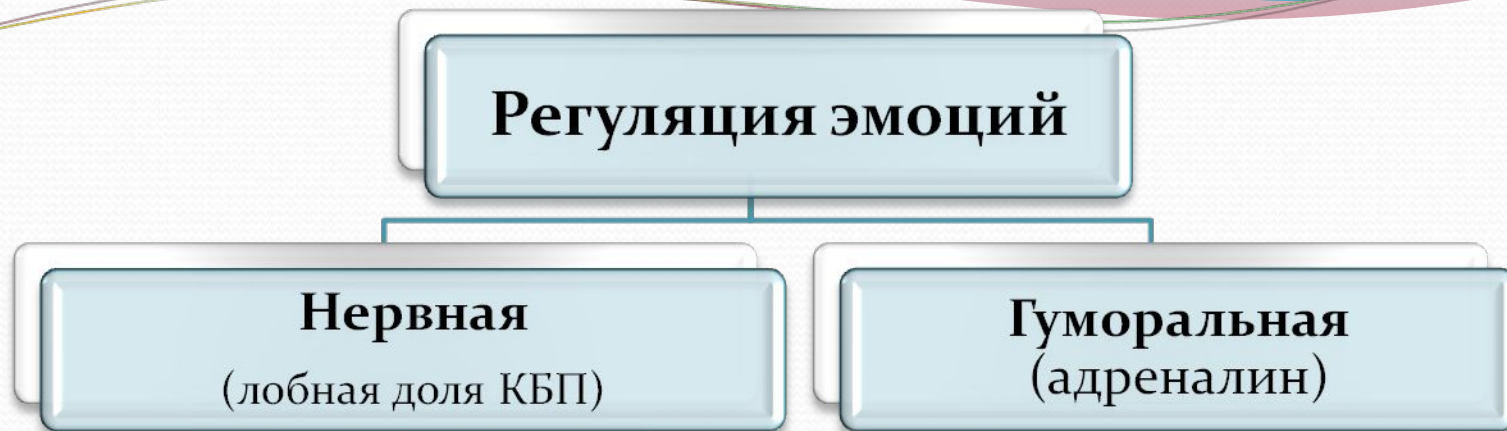 Регуляция эмоций
Нервная
(лобная доля КБП)
Гуморальная
(адреналин)